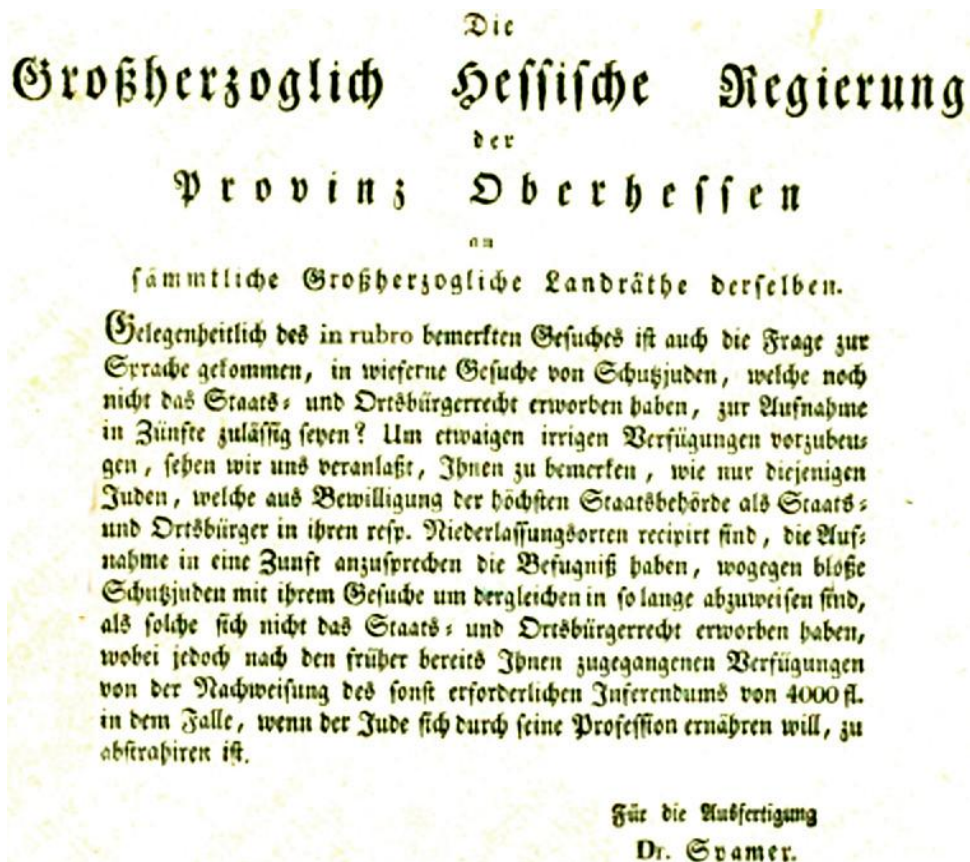 Die
Großherzoglich Hessische Regierung
der
Provinz Oberhessen
an
sämmtliche Großherzogliche Landräthe derselben.
Gelegenheitlich des in rubro bemerkten Gesuches ist auch die Frage zur
Sprache gekommen, in wieferne Gesuche von Schutzjuden, welche noch
nicht das Staats- und Ortsbürgerrecht erworben haben, zur Aufnahme
in Zünfte zulässig seyen? Um etwaigen irrigen Verfügungen vorzubeu-
gen, sehen wir uns veranlaßt, Ihnen zu bemerken, wie nur diejenigen
Juden, welche aus Bewilligung der höchsten Staatsbehörde als Staats-
und Ortsbürger in ihren resp. Niederlassungsorten recipirt sind, die Auf-
nahme in eine Zunft anzusprechen die Befugniß haben, wogegen bloße
Schutzjuden mit ihrem Gesuche um dergleichen in so lange abzuweisen sind,
als solche sich nicht das Staats- und Ortsbürgerrecht erworben haben,
wobei jedoch nach den früher bereits Ihnen zugegangenen Verfügungen
von der Nachweisung des sonst erforderlichen Inferendums von 4000 fl.
in dem Falle, wenn der Jude sich durch seine Profession ernähren will, zu
abstrahiren ist.
Für die Ausfertigung
Dr. Spamer.